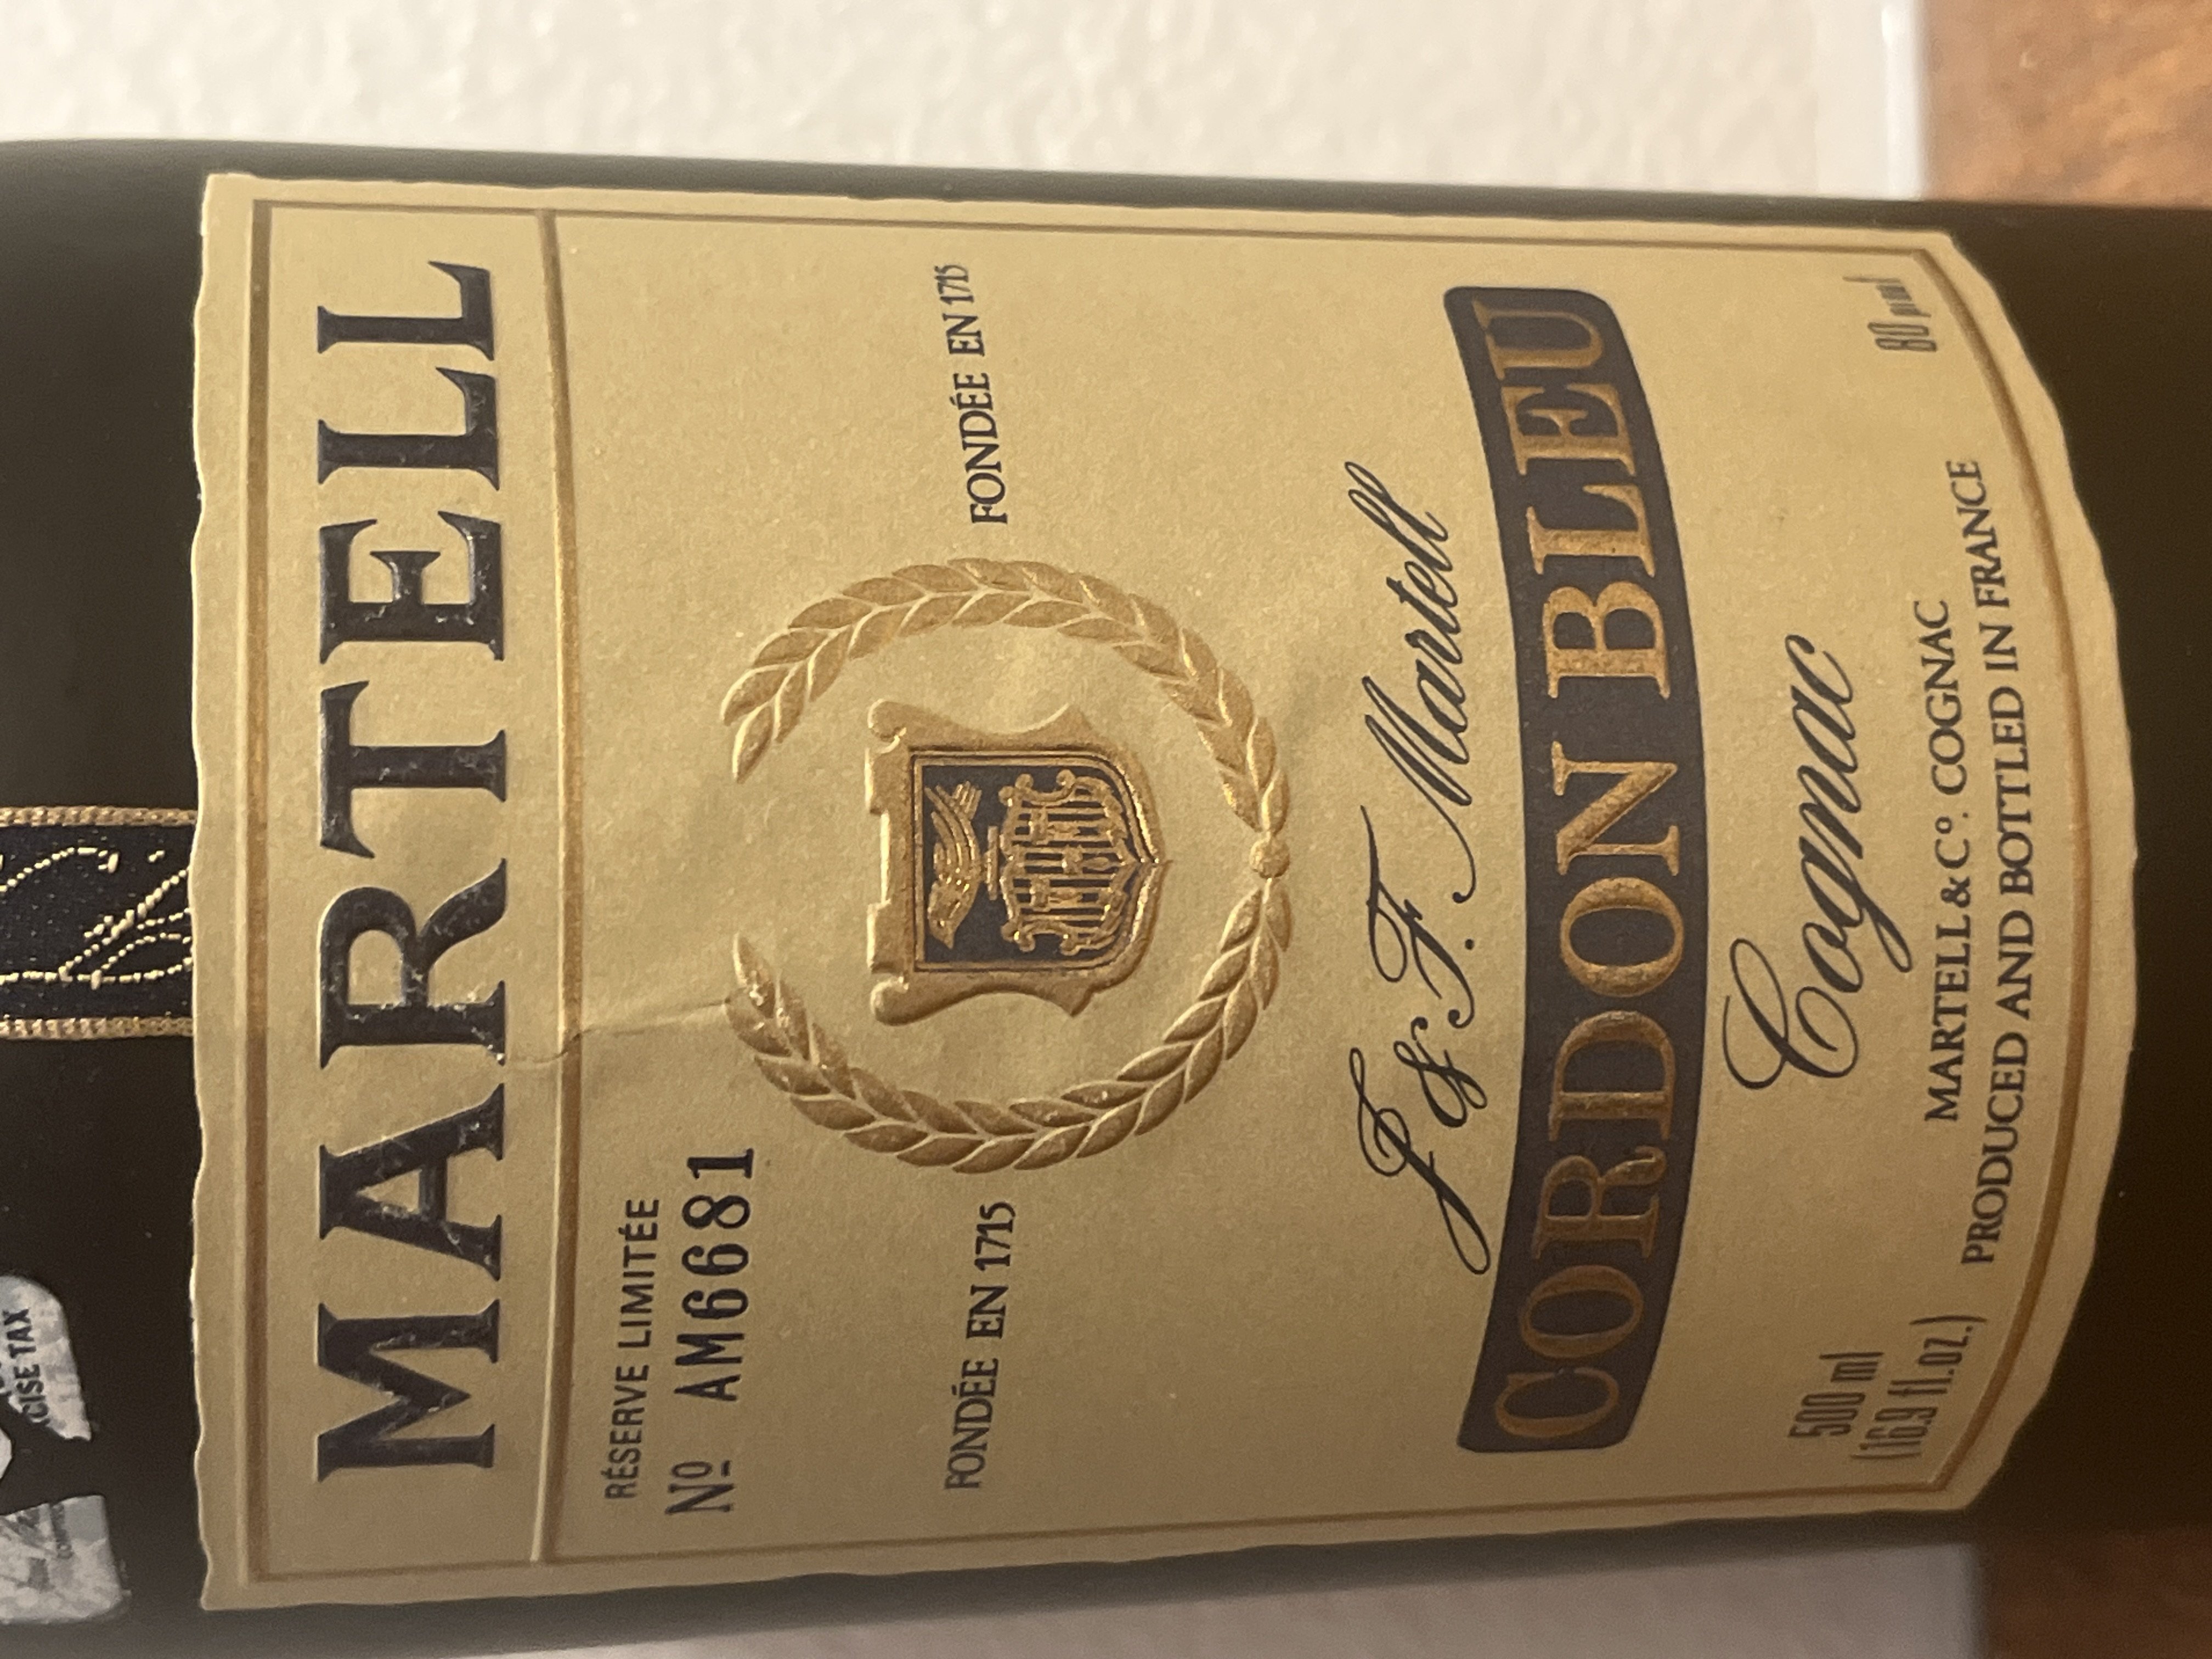 CISE TAX
MARTELL
RÉSERVE LIMITÉE
Nº AM6681
FONDÉE EN 1715
FONDÉE EN 1715
J & F. Martell
CORDON BLEU
Cognac
500 ml
(16.9 fl.oz.)
MARTELL & Cº. COGNAC
PRODUCED AND BOTTLED IN FRANCE
80